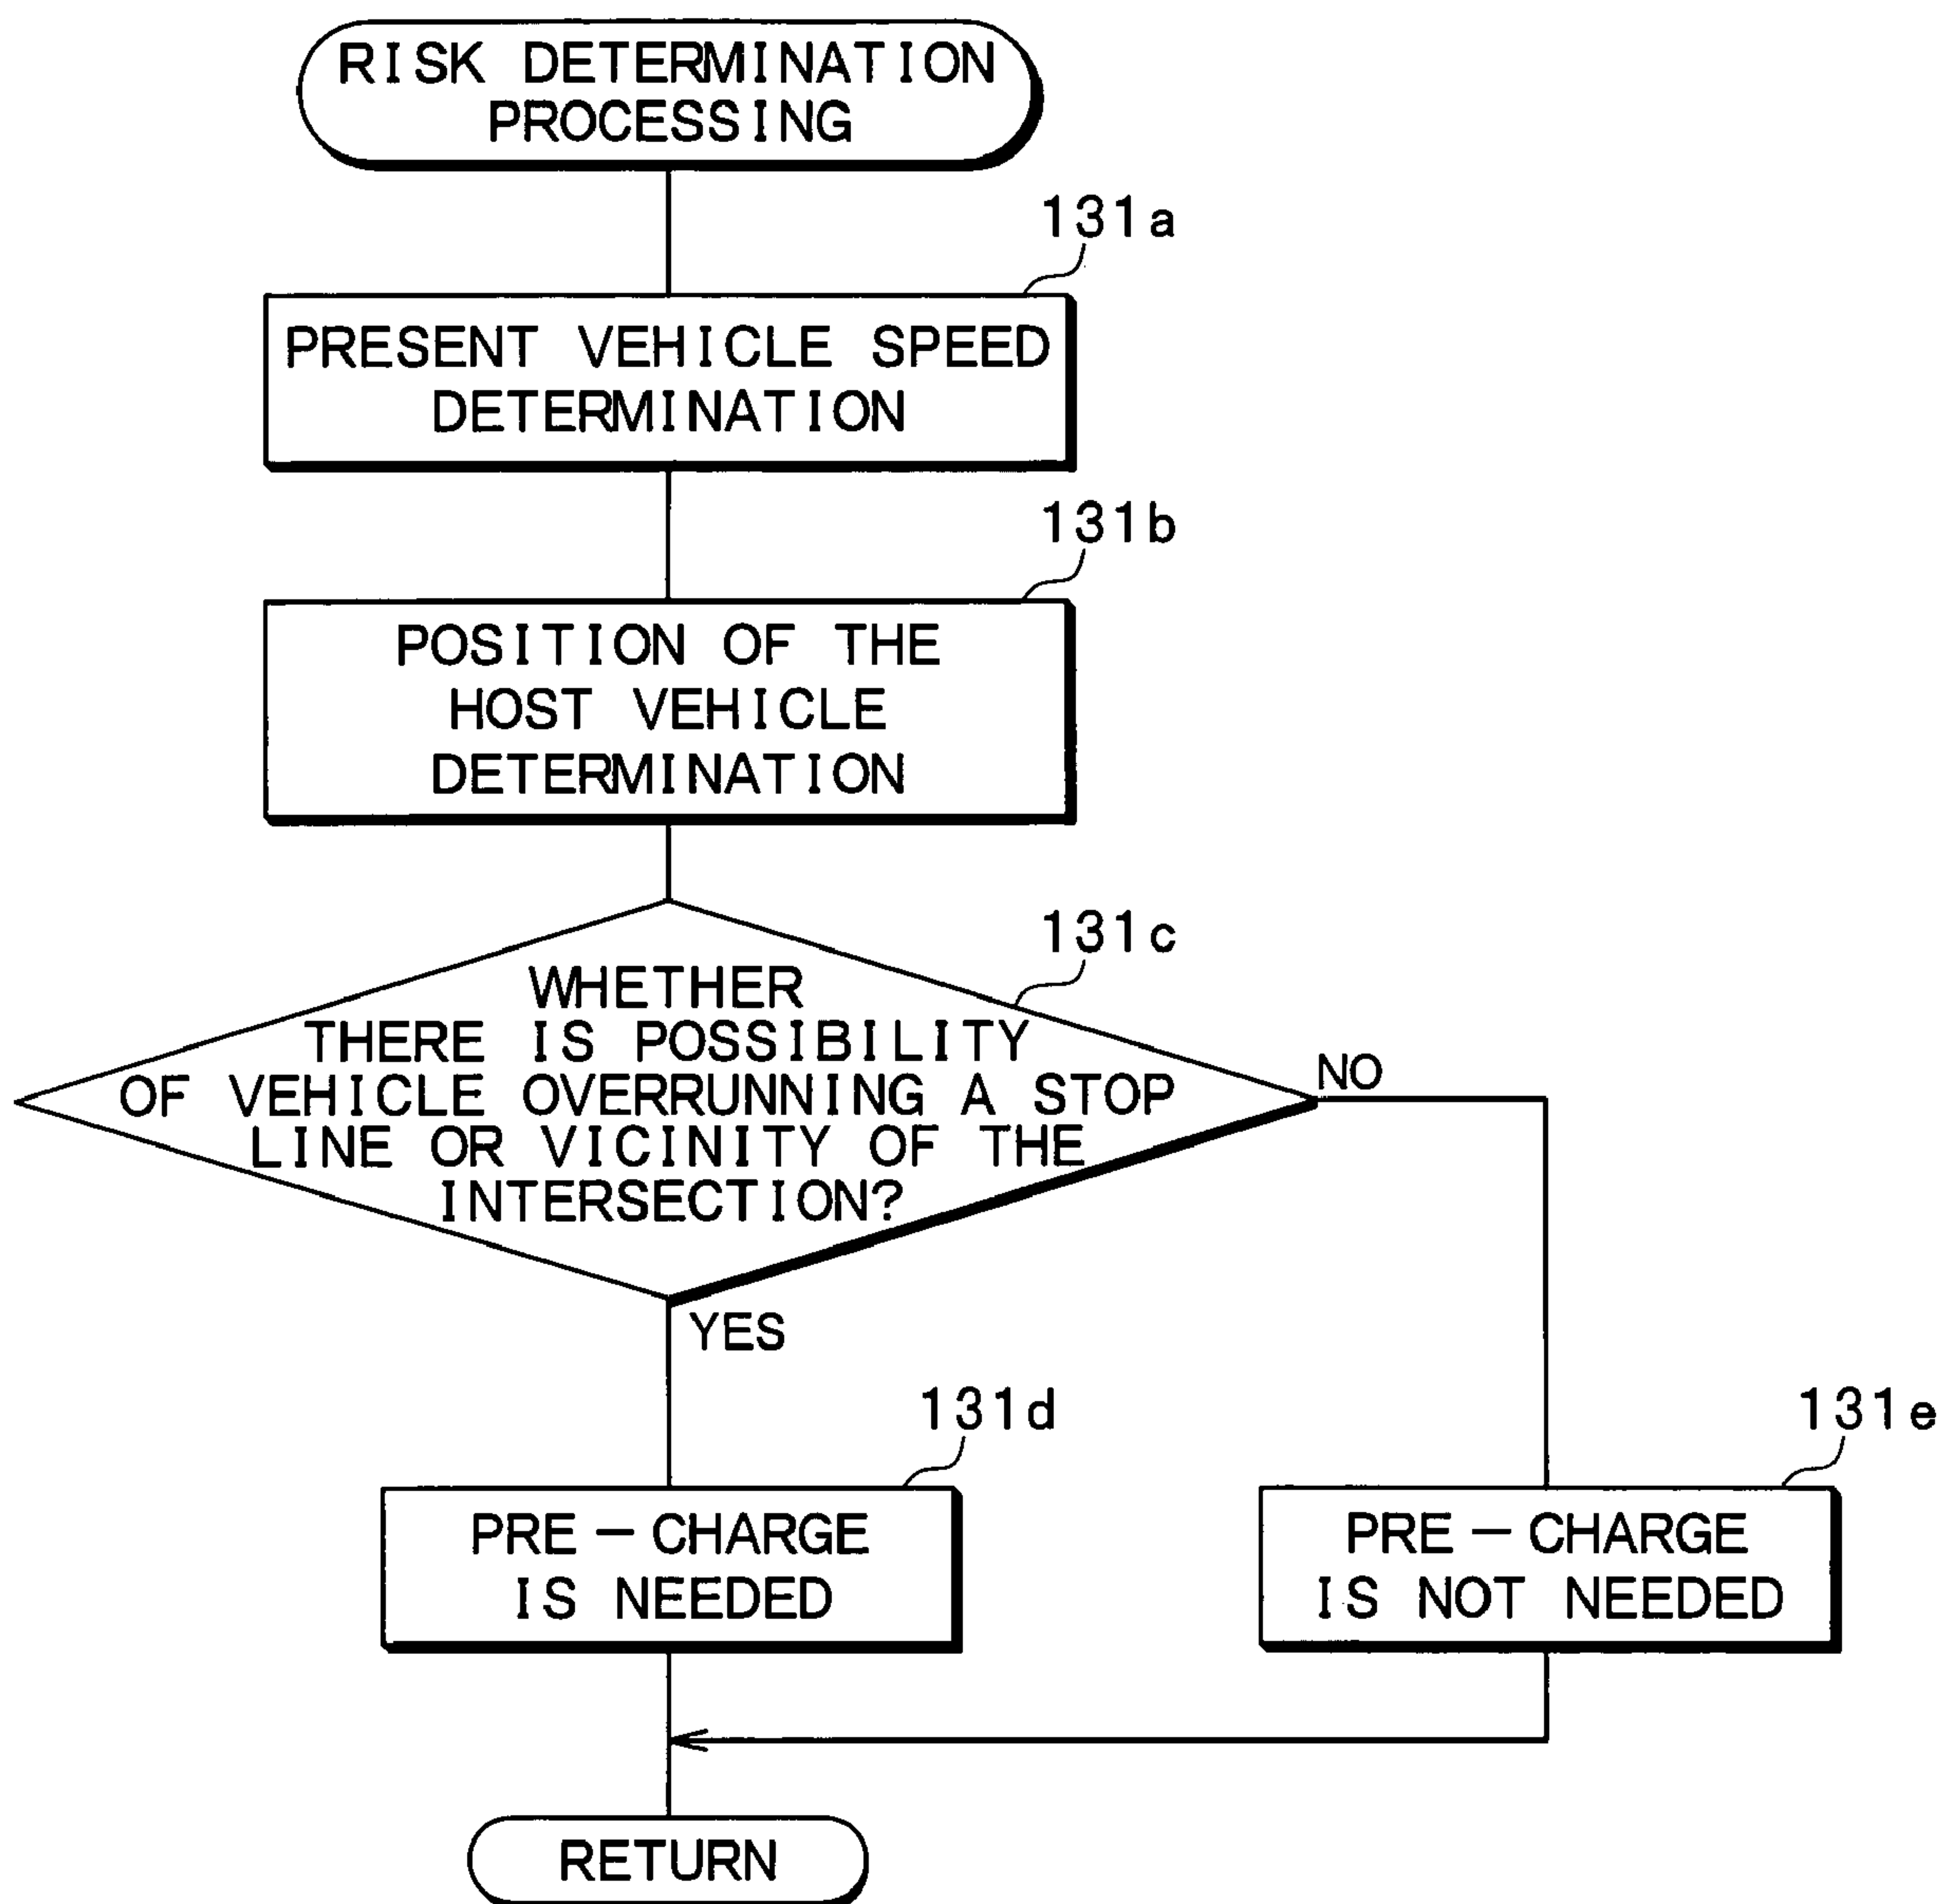 RISK DETERMINATION
PROCESSING
131a
PRESENT VEHICLE SPEED
DETERMINATION
131b
POSITION OF THE
HOST VEHICLE
DETERMINATION
131c
WHETHER
THERE IS POSSIBILITY
OF VEHICLE OVERRUNNING A STOP
LINE OR VICINITY OF THE
INTERSECTION?
NO
YES
131d
PRE-CHARGE
IS NEEDED
131e
PRE-CHARGE
IS NOT NEEDED
RETURN